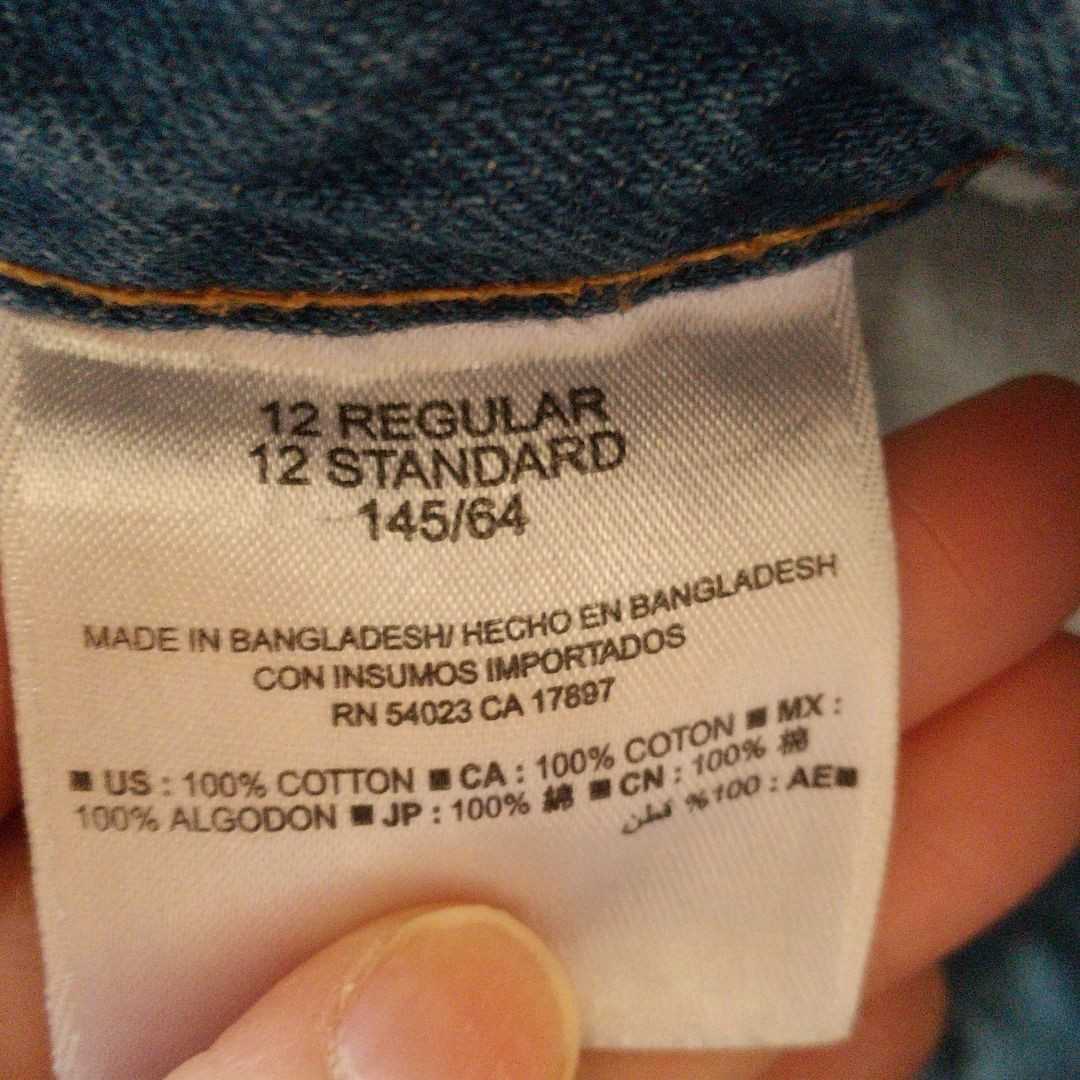 12 REGULAR
12 STANDARD
145/64
MADE IN BANGLADESH/ HECHO EN BANGLADESH
CON INSUMOS IMPORTADOS
RN 54023 CA 17897
■ US : 100% COTTON ■ CA : 100% COTON ■ MX :
100% ALGODON ■ JP : 100% 綿 ■ CN : 100% 棉
■AE : 100% قطن